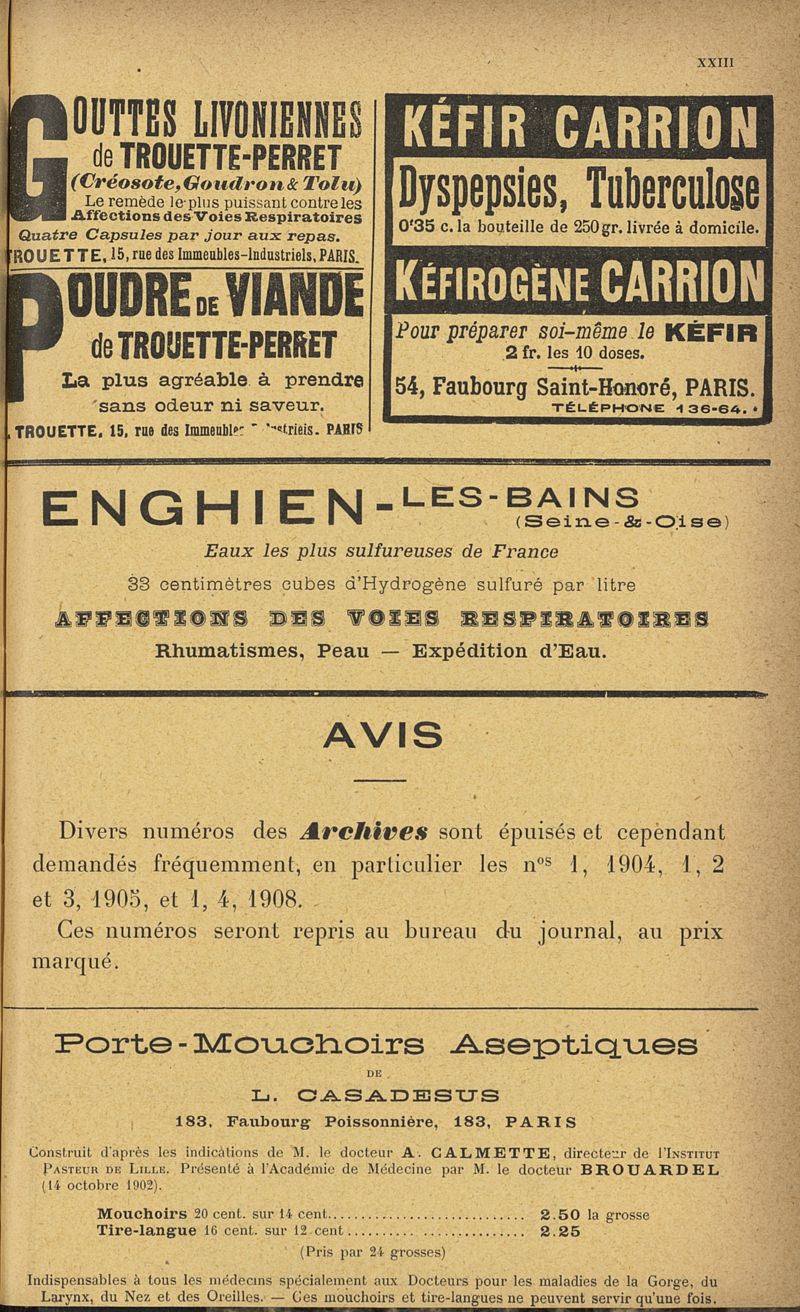 XXIII
GOUTTES LIVONIENNES
de TROUETTE-PERRET
(Créosote, Goudron & Tolu)
Le remède le plus puissant contre les
Affections des Voies Respiratoires
Quatre Capsules par jour aux repas.
TROUETTE, 15, rue des Immeubles-Industriels, PARIS.
POUDRE DE VIANDE
de TROUETTE-PERRET
La plus agréable à prendre
sans odeur ni saveur.
TROUETTE, 15, rue des PARIS
KÉFIR CARRION
Dyspepsies, Tuberculose
0'35 c. la bouteille de 250 gr. livrée à domicile.
KÉFIROGÈNE CARRION
Pour préparer soi-même le KÉFIR
2 fr. les 10 doses.
54, Faubourg Saint-Honoré, PARIS.
TÉLÉPHONE 136-64.
ENGHIEN-LES-BAINS
(Seine-&-Oise)
Eaux les plus sulfureuses de France
33 centimètres cubes d'Hydrogène sulfuré par litre
AFFECTIONS DES VOIES RESPIRATOIRES
Rhumatismes, Peau — Expédition d'Eau.
AVIS
Divers numéros des Archives sont épuisés et cependant
demandés fréquemment, en particulier les nos 1, 1904, 1, 2
et 3, 1905, et 1, 4, 1908.
Ces numéros seront repris au bureau du journal, au prix
marqué.
Porte-Mouchoirs Aseptiques
DE
L. CASADESUS
183, Faubourg Poissonnière, 183, PARIS
Construit d'après les indications de M. le docteur A. CALMETTE, directeur de l'INSTITUT
PASTEUR DE LILLE. Présenté à l'Académie de Médecine par M. le docteur BROUARDEL
(14 octobre 1902).
Mouchoirs 20 cent. sur 14 cent. 2.50 la grosse
Tire-langue 16 cent. sur 12 cent 2.25
(Pris par 24 grosses)
Indispensables à tous les médecins spécialement aux Docteurs pour les maladies de la Gorge, du
Larynx, du Nez et des Oreilles. — Ces mouchoirs et tire-langues ne peuvent servir qu'une fois.